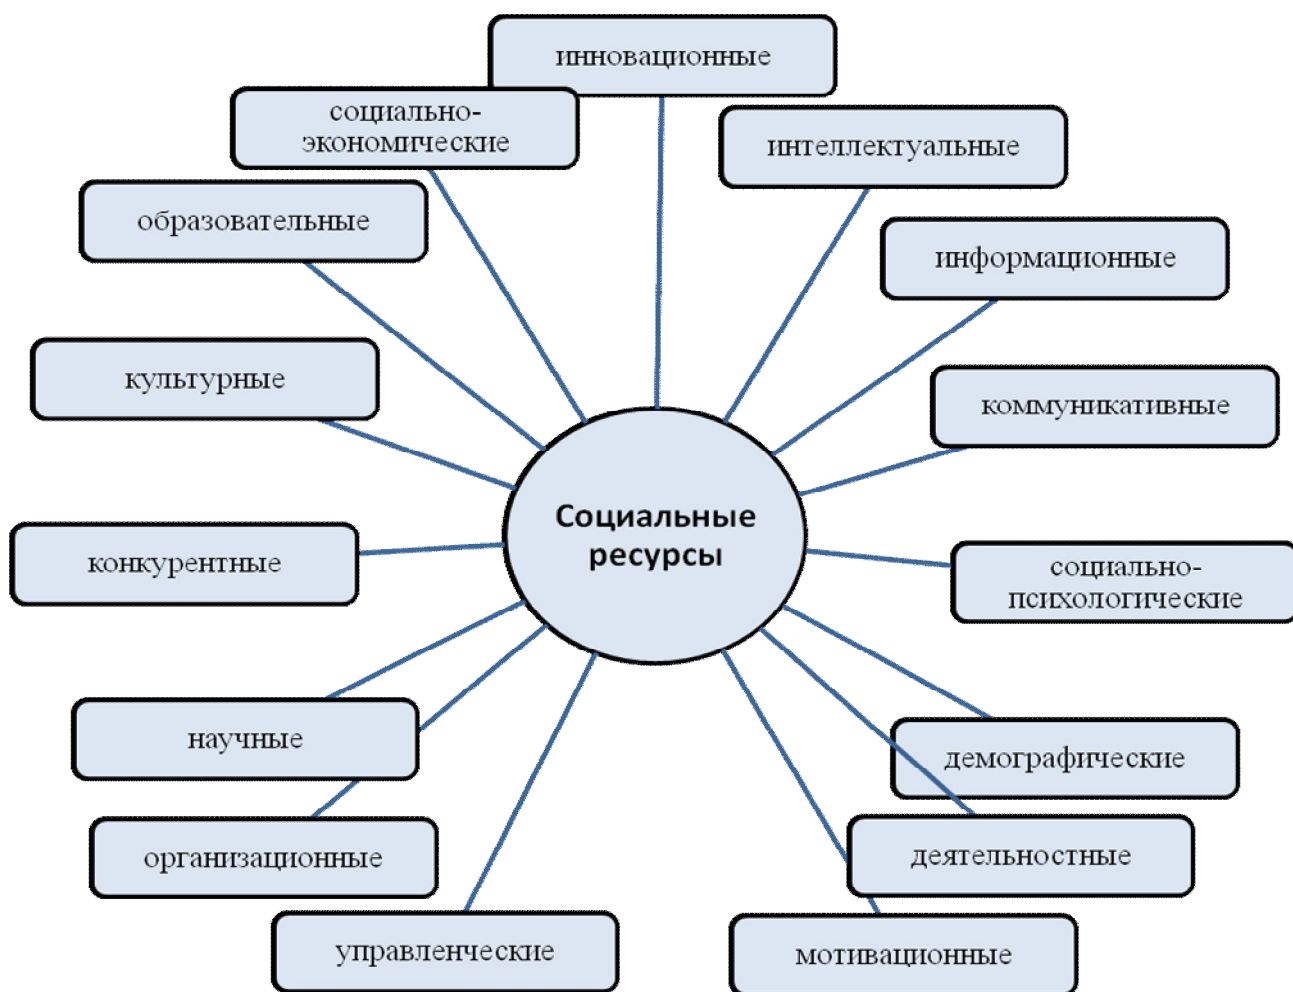 инновационные
социально-
экономические
интеллектуальные
образовательные
информационные
культурные
коммуникативные
Социальные
ресурсы
конкурентные
социально-
психологические
научные
демографические
организационные
деятельностные
управленческие
мотивационные